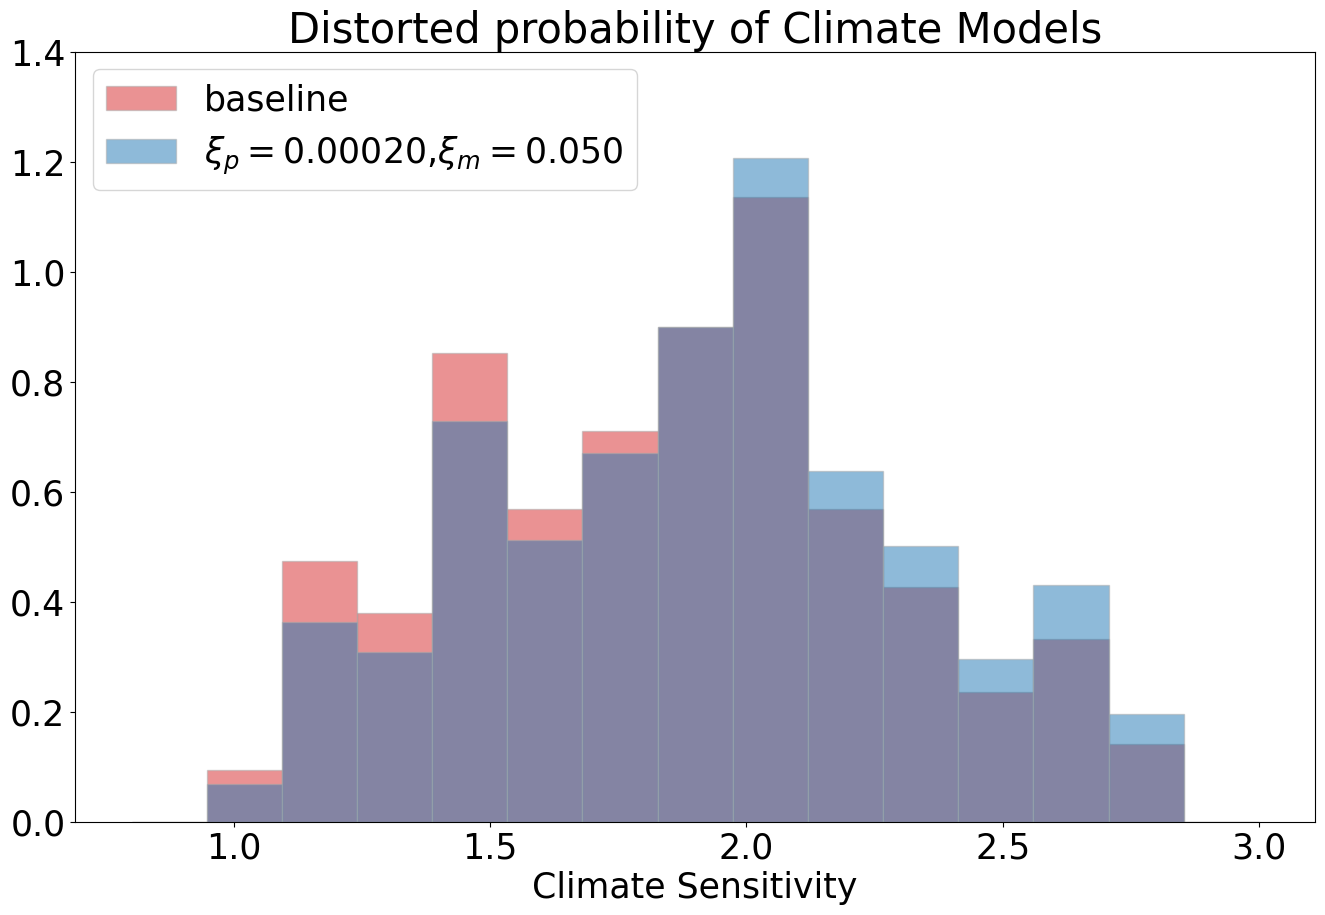 Distorted probability of Climate Models
baseline
ξₚ = 0.00020,ξₘ = 0.050
1.4
1.2
1.0
0.8
0.6
0.4
0.2
0.0
1.0 1.5 2.0 2.5 3.0
Climate Sensitivity